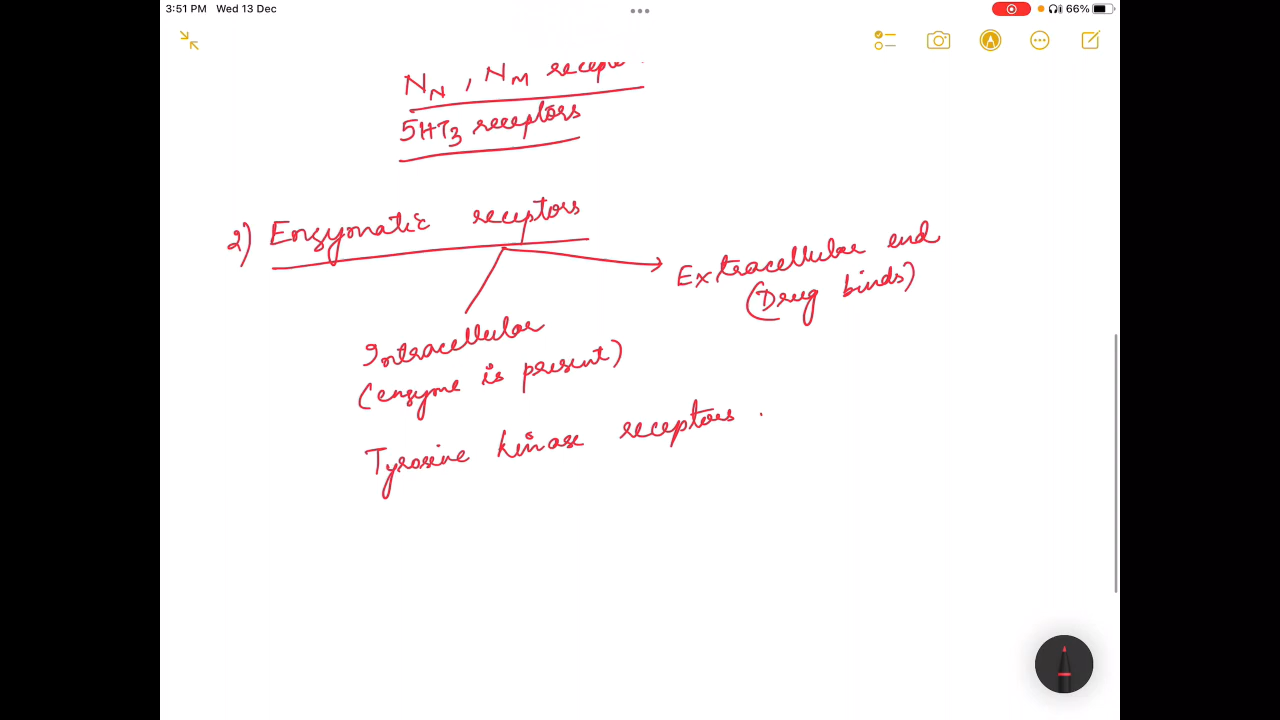 3:51 PM Wed 13 Dec
66%
NN, NM
5HT3 receptors
2) Enzymatic receptors
Extracellular end
(Drug binds)
Intracellular
(enzyme is present)
Tyrosine kinase receptors.